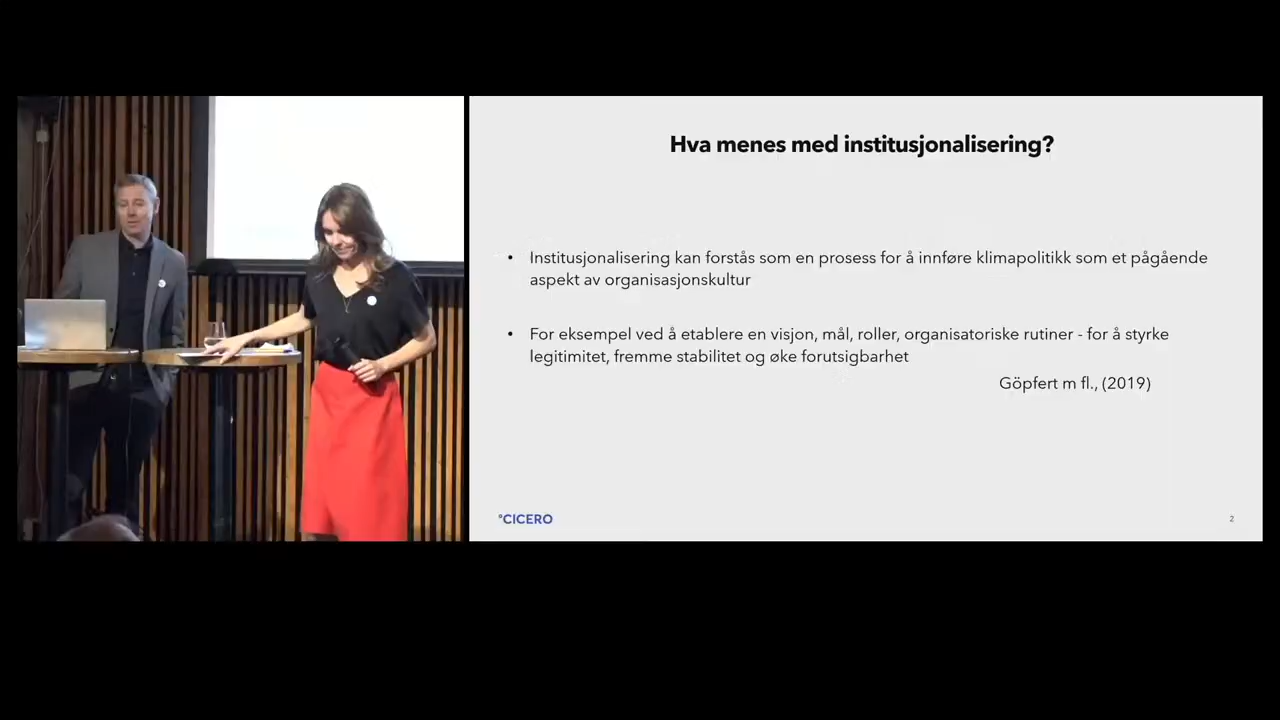 Hva menes med institusjonalisering?
• Institusjonalisering kan forstås som en prosess for å innføre klimapolitikk som et pågående
aspekt av organisasjonskultur
• For eksempel ved å etablere en visjon, mål, roller, organisatoriske rutiner - for å styrke
legitimitet, fremme stabilitet og øke forutsigbarhet
Göpfert m fl., (2019)
°CICERO
2